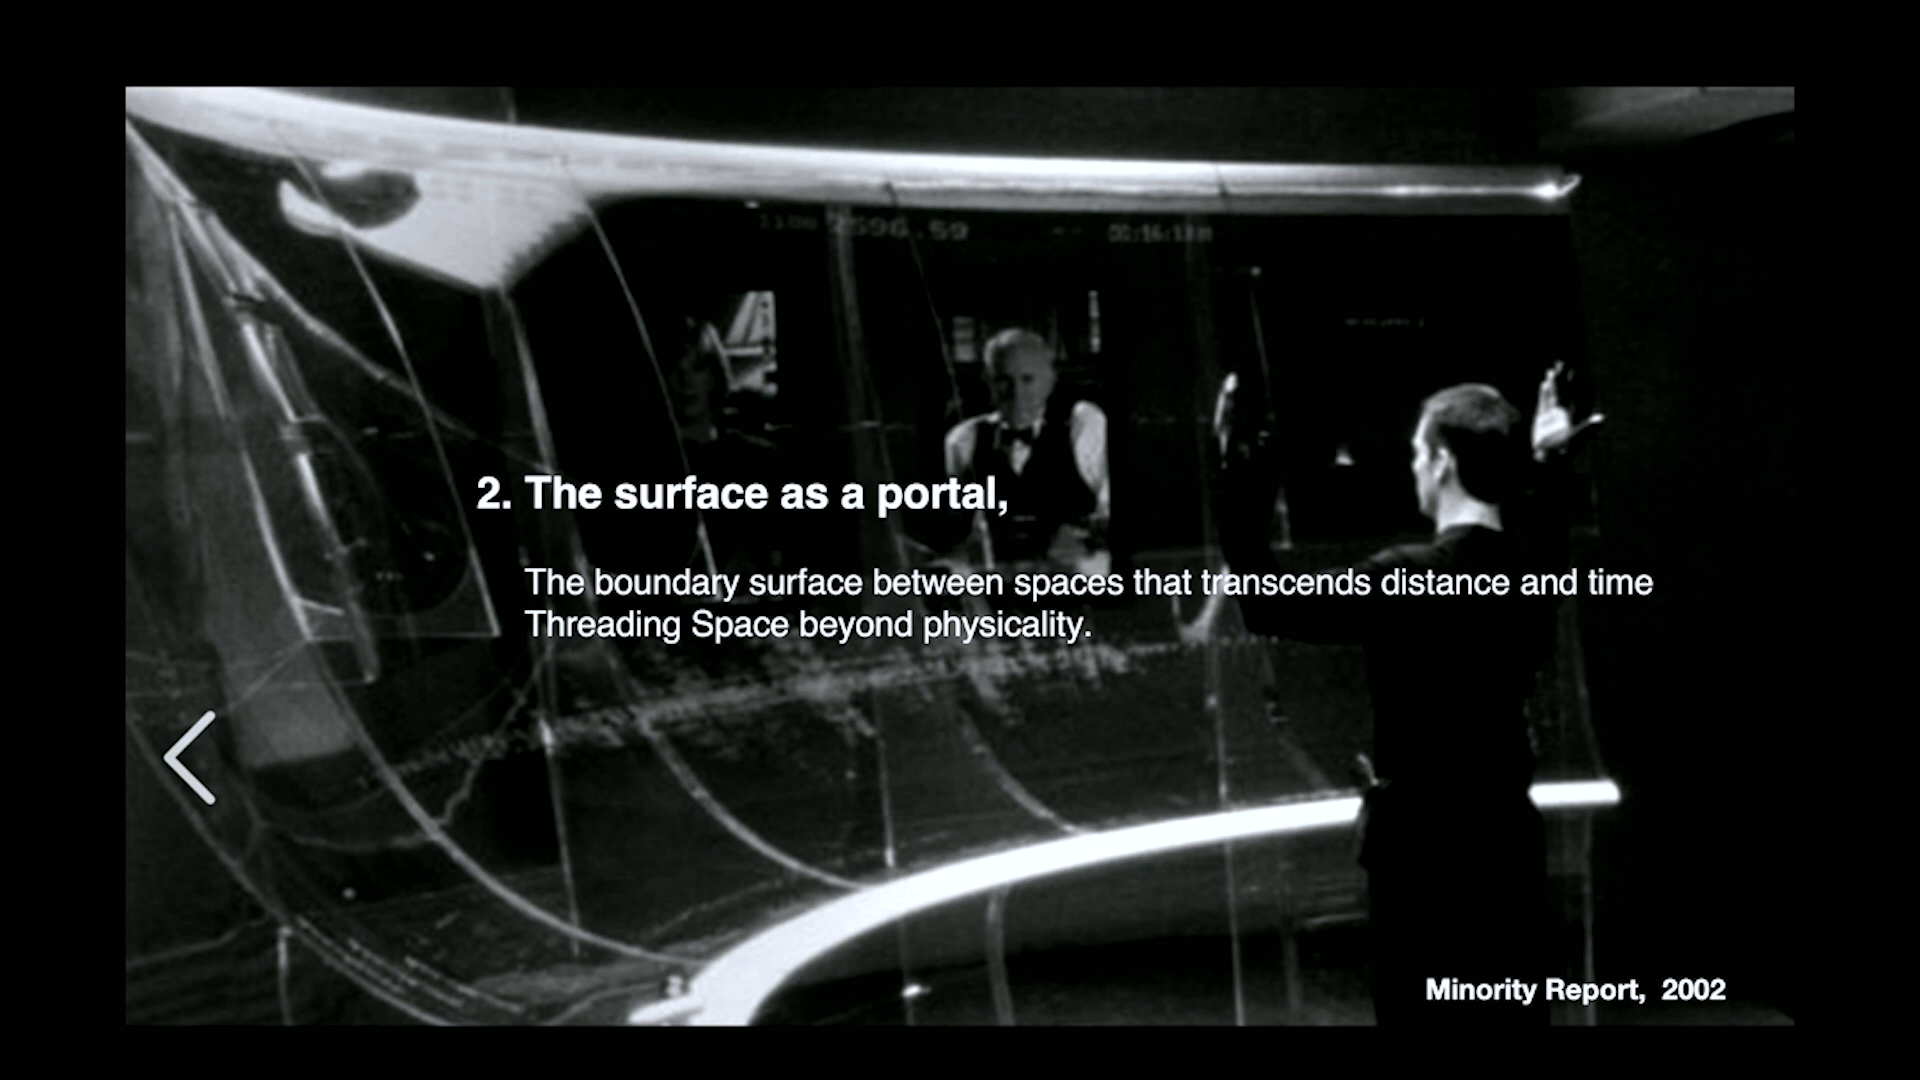 2. The surface as a portal,
The boundary surface between spaces that transcends distance and time
Threading Space beyond physicality.
Minority Report, 2002